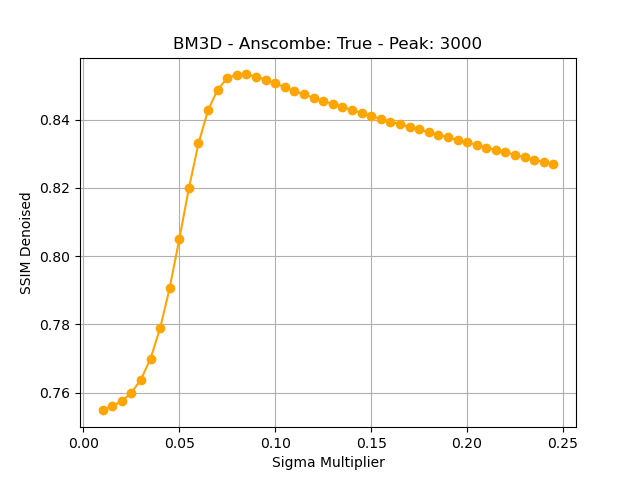 BM3D - Anscombe: True - Peak: 3000
SSIM Denoised
0.84
0.82
0.80
0.78
0.76
0.00 0.05 0.10 0.15 0.20 0.25
Sigma Multiplier